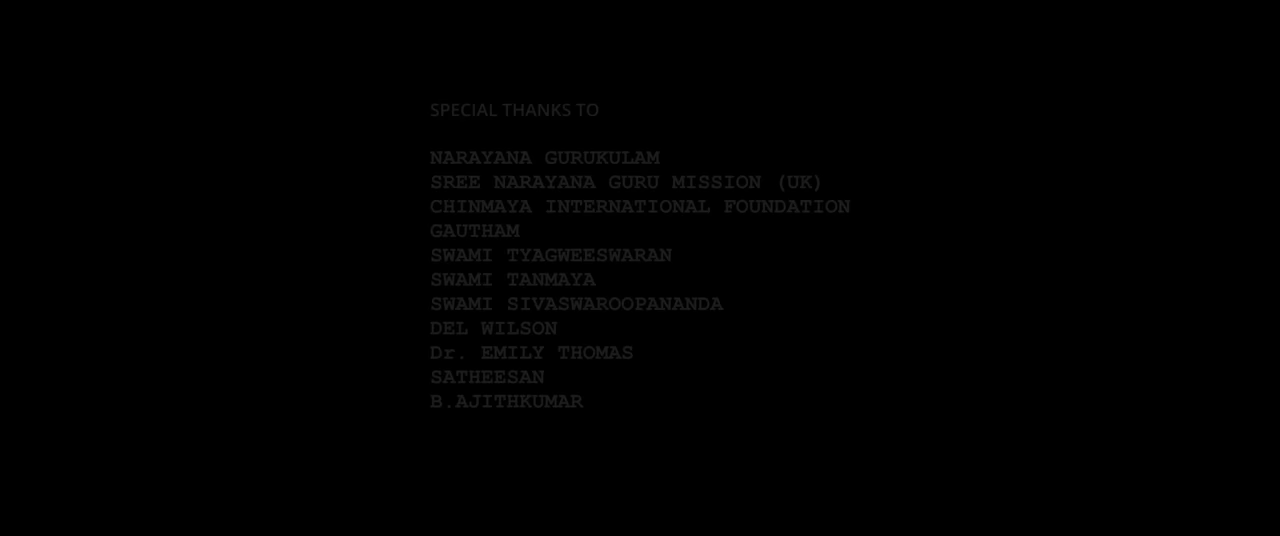 SPECIAL THANKS TO
NARAYANA GURUKULAM
SREE NARAYANA GURU MISSION (UK)
CHINMAYA INTERNATIONAL FOUNDATION
GAUTHAM
SWAMI TYAGWEESWARAN
SWAMI TANMAYA
SWAMI SIVASWAROOPANANDA
DEL WILSON
Dr. EMILY THOMAS
SATHEESAN
B.AJITHKUMAR